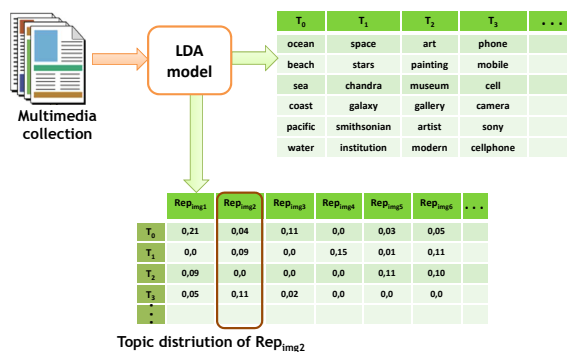 LDA
model
Multimedia
collection
T0 T1 T2 T3 ...
ocean space art phone
beach stars painting mobile
sea chandra museum cell
coast galaxy gallery camera
pacific smithsonian artist sony
water institution modern cellphone
Repimg1 Repimg2 Repimg3 Repimg4 Repimg5 Repimg6 ...
T0 0,21 0,04 0,11 0,0 0,03 0,05
T1 0,0 0,09 0,0 0,15 0,01 0,11
T2 0,09 0,0 0,0 0,0 0,11 0,10
T3 0,05 0,11 0,02 0,0 0,0 0,0
⋮
Topic distriution of Repimg2